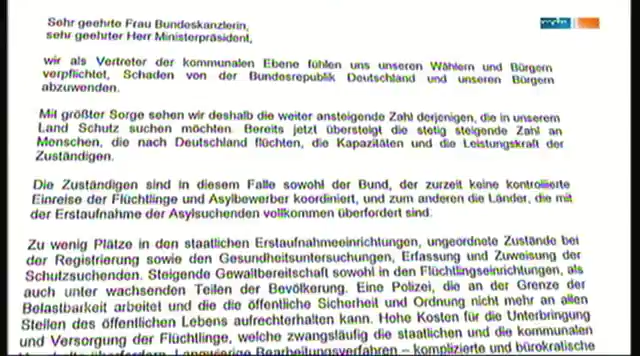 Sehr geehrte Frau Bundeskanzlerin,
sehr geehrter Herr Ministerpräsident,
wir als Vertreter der kommunalen Ebene fühlen uns unseren Wählern und Bürgern
verpflichtet, Schaden von der Bundesrepublik Deutschland und unseren Bürgern
abzuwenden.
Mit größter Sorge sehen wir deshalb die weiter ansteigende Zahl derjenigen, die in unserem
Land Schutz suchen möchten. Bereits jetzt übersteigt die stetig steigende Zahl an
Menschen, die nach Deutschland flüchten, die Kapazitäten und die Leistungskraft der
Zuständigen.
Die Zuständigen sind in diesem Falle sowohl der Bund, der zurzeit keine kontrollierte
Einreise der Flüchtlinge und Asylbewerber koordiniert, und zum anderen die Länder, die mit
der Erstaufnahme der Asylsuchenden vollkommen überfordert sind.
Zu wenig Plätze in den staatlichen Erstaufnahmeeinrichtungen, ungeordnete Zustände bei
der Registrierung sowie den Gesundheitsuntersuchungen, Erfassung und Zuweisung der
Schutzsuchenden. Steigende Gewaltbereitschaft sowohl in den Flüchtlingseinrichtungen, als
auch unter wachsenden Teilen der Bevölkerung. Eine Polizei, die an der Grenze der
Belastbarkeit arbeitet und die die öffentliche Sicherheit und Ordnung nicht mehr an allen
Stellen des öffentlichen Lebens aufrechterhalten kann. Hohe Kosten für die Unterbringung
und Versorgung der Flüchtlinge, welche zwangsläufig die staatlichen und die kommunalen
überfordern. Langwierige Bearbeitungsverfahren – komplizierte und bürokratische